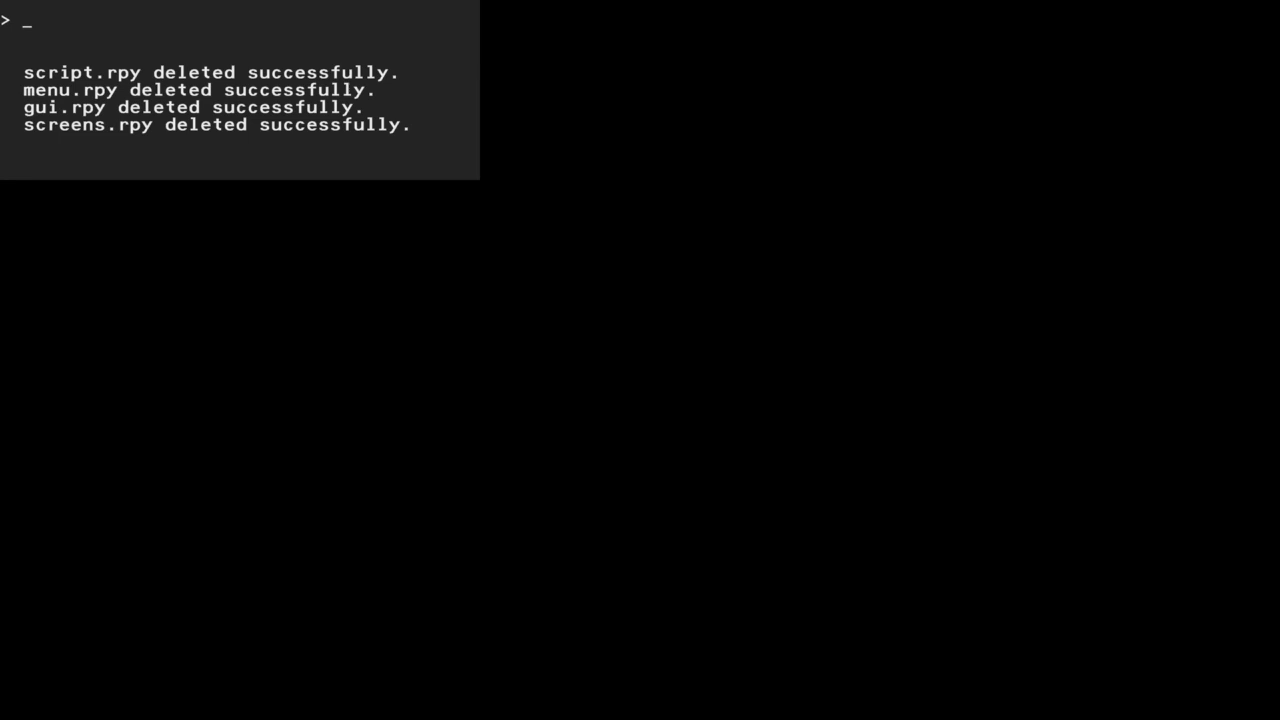 > _
script.rpy deleted successfully.
menu.rpy deleted successfully.
gui.rpy deleted successfully.
screens.rpy deleted successfully.